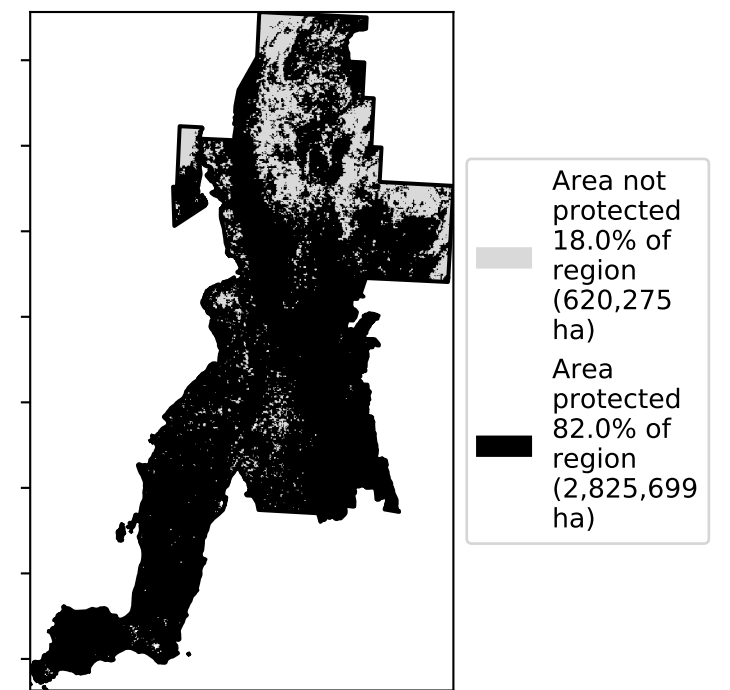 Area not
protected
18.0% of
region
(620,275
ha)
Area
protected
82.0% of
region
(2,825,699
ha)